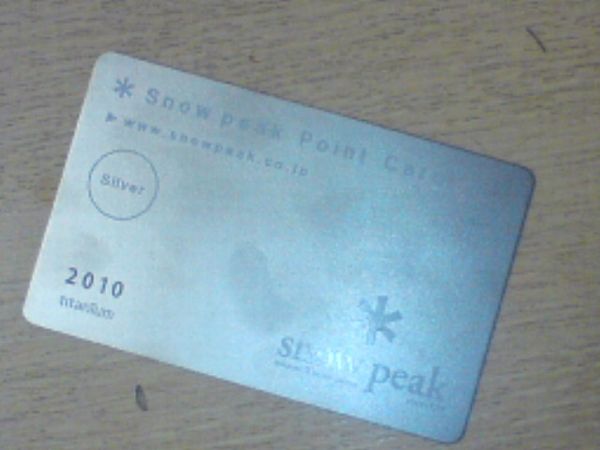 * Snow peak Point Card
▶ www.snowpeak.co.jp
Silver
2010
titanium
snow peak